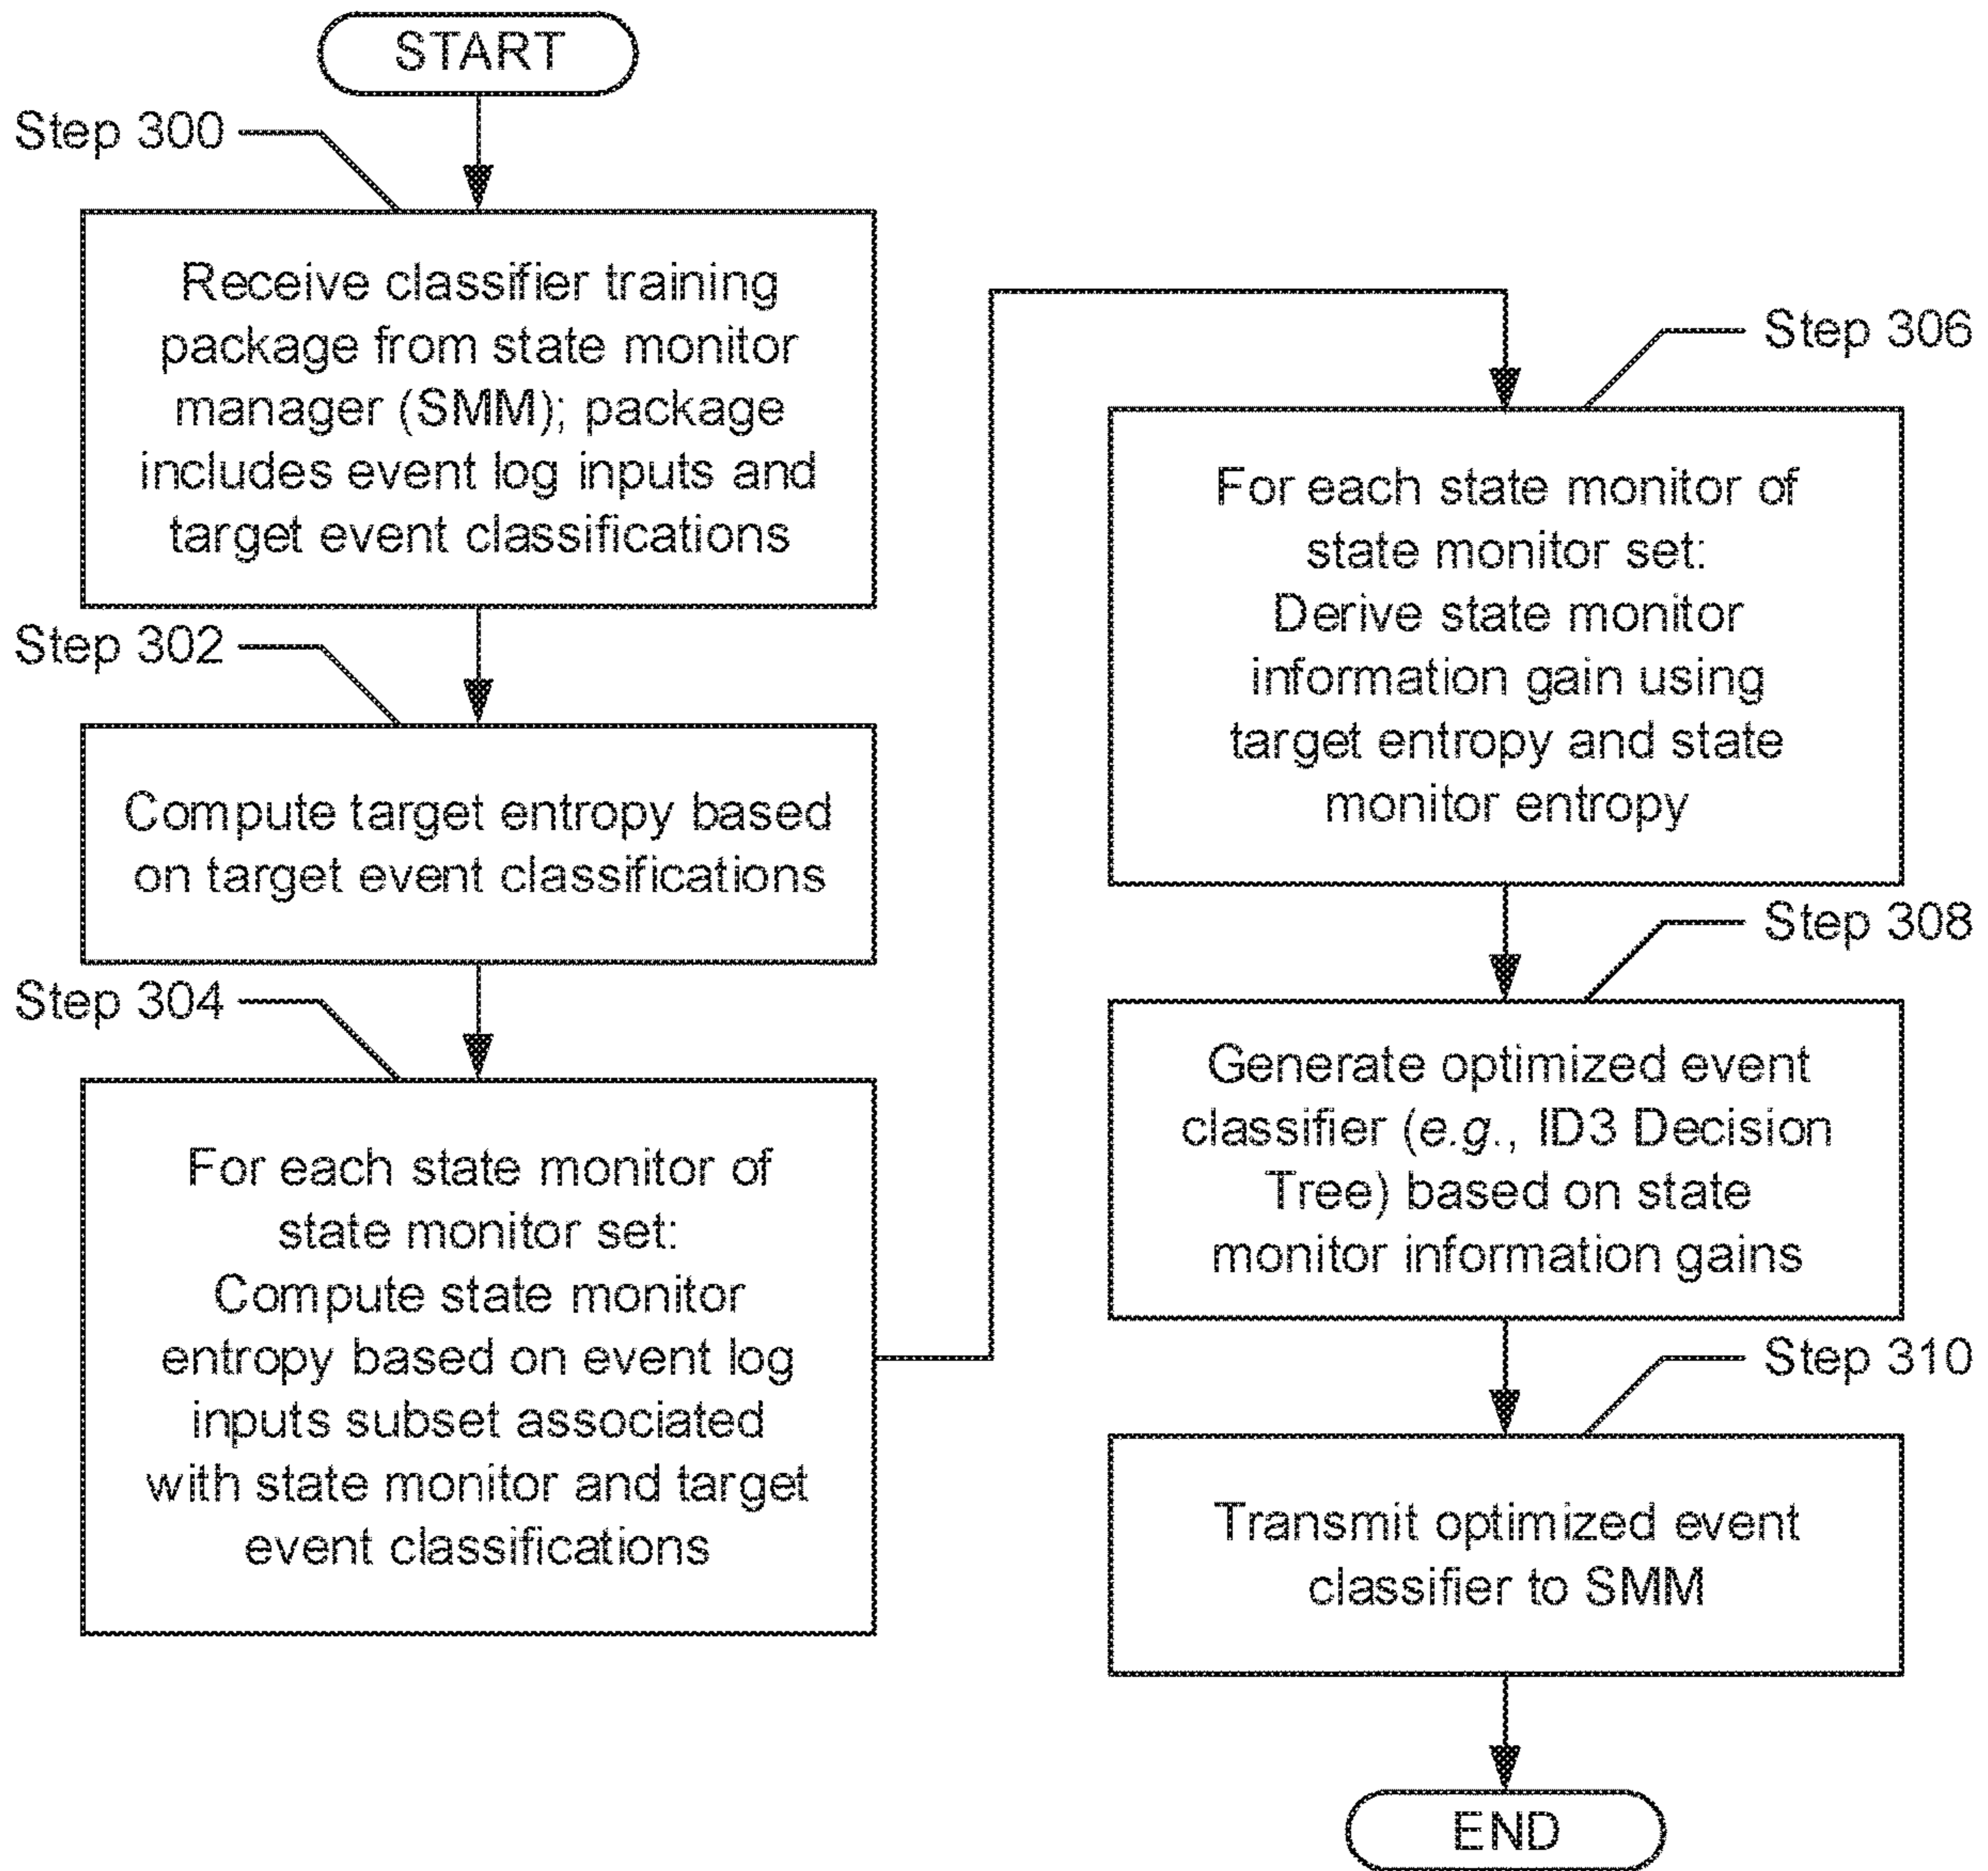 START
Step 300
Receive classifier training
package from state monitor
manager (SMM); package
includes event log inputs and
target event classifications
Step 302
Compute target entropy based
on target event classifications
Step 304
For each state monitor of
state monitor set:
Compute state monitor
entropy based on event log
inputs subset associated
with state monitor and target
event classifications
Step 306
For each state monitor of
state monitor set:
Derive state monitor
information gain using
target entropy and state
monitor entropy
Step 308
Generate optimized event
classifier (e.g., ID3 Decision
Tree) based on state
monitor information gains
Step 310
Transmit optimized event
classifier to SMM
END